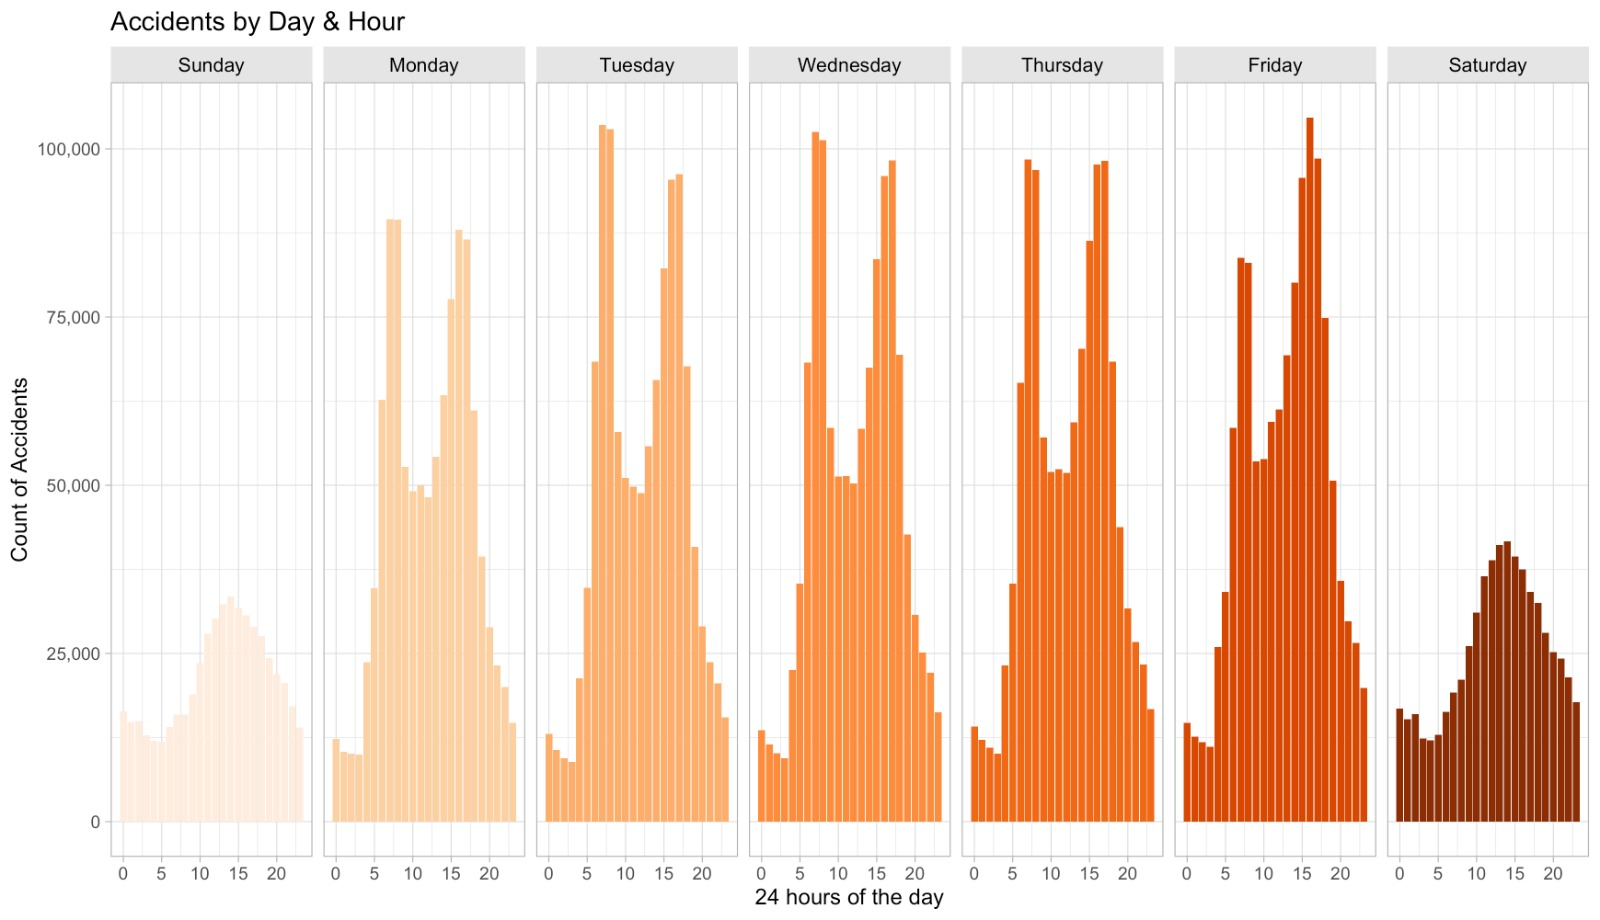 Accidents by Day & Hour
Sunday Monday Tuesday Wednesday Thursday Friday Saturday
100,000
75,000
50,000
25,000
0
Count of Accidents
0 5 10 15 20 0 5 10 15 20 0 5 10 15 20 0 5 10 15 20 0 5 10 15 20 0 5 10 15 20 0 5 10 15 20
24 hours of the day